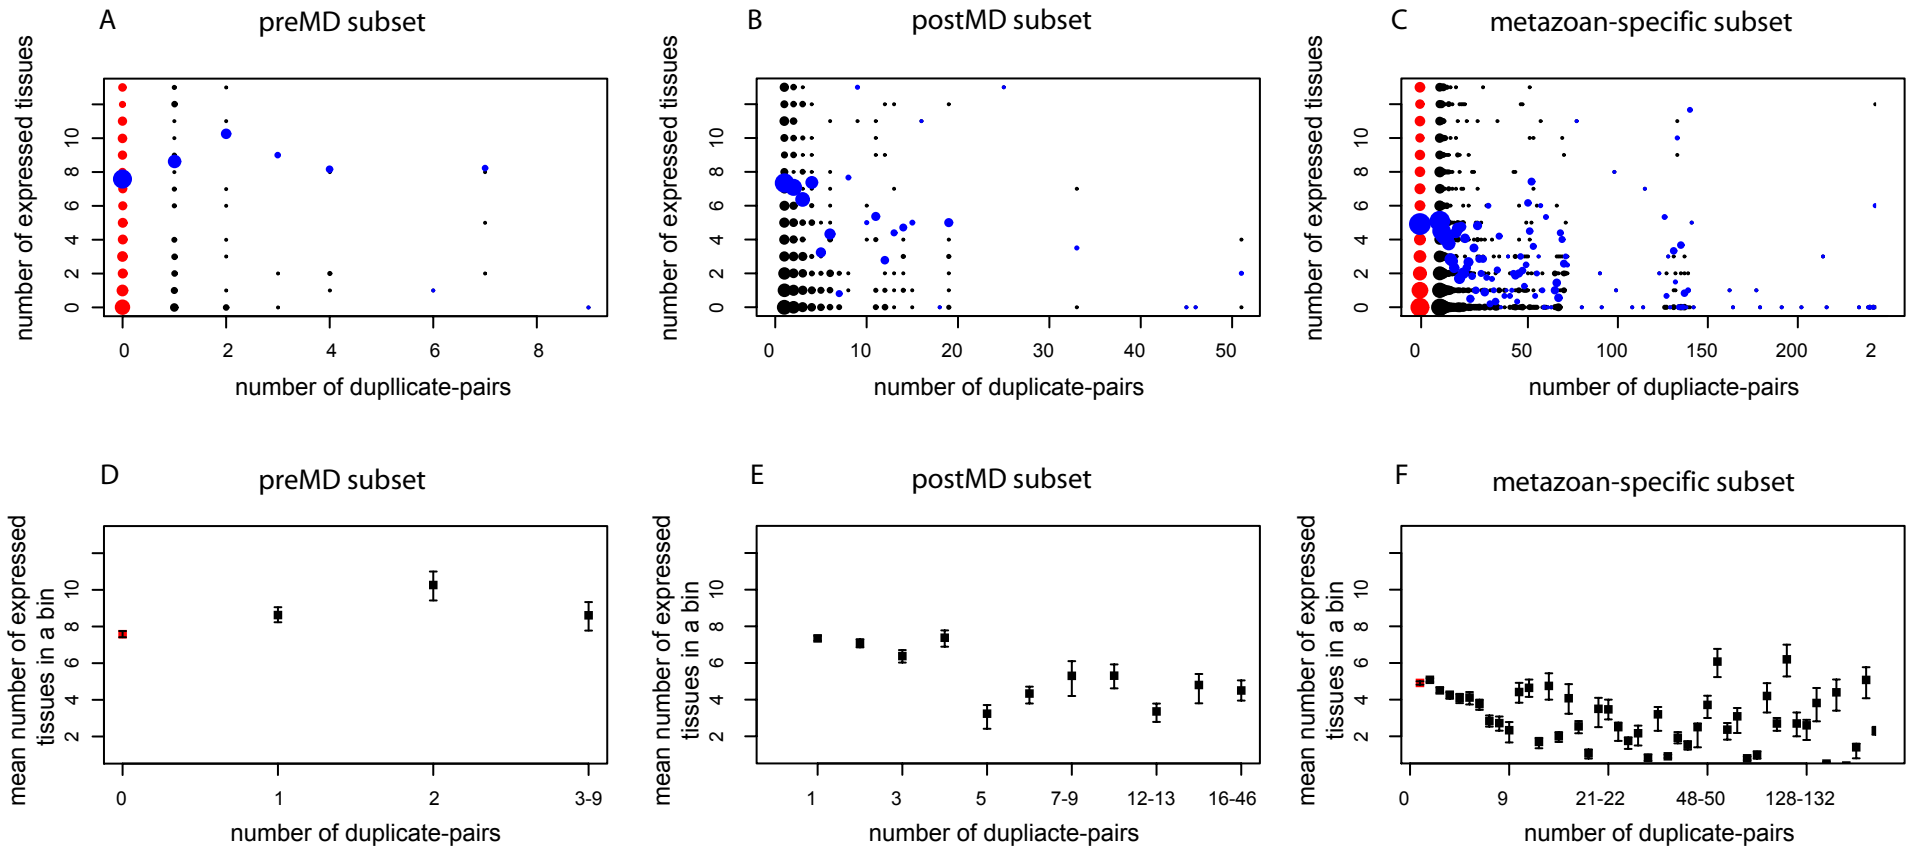 A
preMD subset
number of expressed tissues
0 2 4 6 8 10
0 2 4 6 8
number of dupllicate-pairs
B
postMD subset
number of expressed tissues
0 2 4 6 8 10
0 10 20 30 40 50
number of duplicate-pairs
C
metazoan-specific subset
number of expressed tissues
0 2 4 6 8 10
0 50 100 150 200 2
number of dupliacte-pairs
D
preMD subset
mean number of expressed
tissues in a bin
2 4 6 8 10
0 1 2 3-9
number of duplicate-pairs
E
postMD subset
mean number of expressed
tissues in a bin
2 4 6 8 10
1 3 5 7-9 12-13 16-46
number of dupliacte-pairs
F
metazoan-specific subset
mean number of expressed
tissues in a bin
2 4 6 8 10
0 9 21-22 48-50 128-132
number of duplicate-pairs